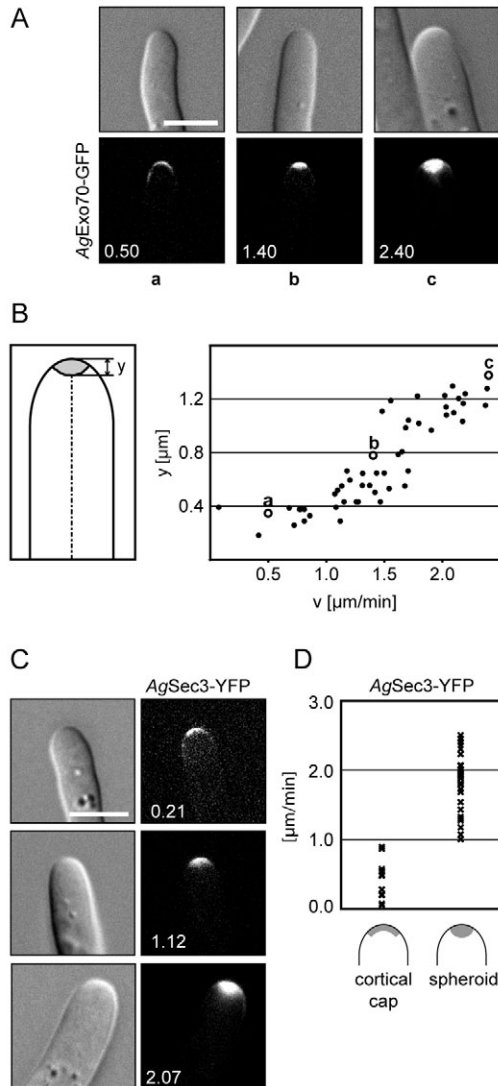 A
AgExo70-GFP
0.50
1.40
2.40
a
b
c
B
y
y [µm]
1.2
0.8
0.4
a
b
c
0.5
1.0
1.5
2.0
v [µm/min]
C
AgSec3-YFP
0.21
1.12
2.07
D
AgSec3-YFP
[µm/min]
3.0
2.0
1.0
0.0
cortical
cap
spheroid